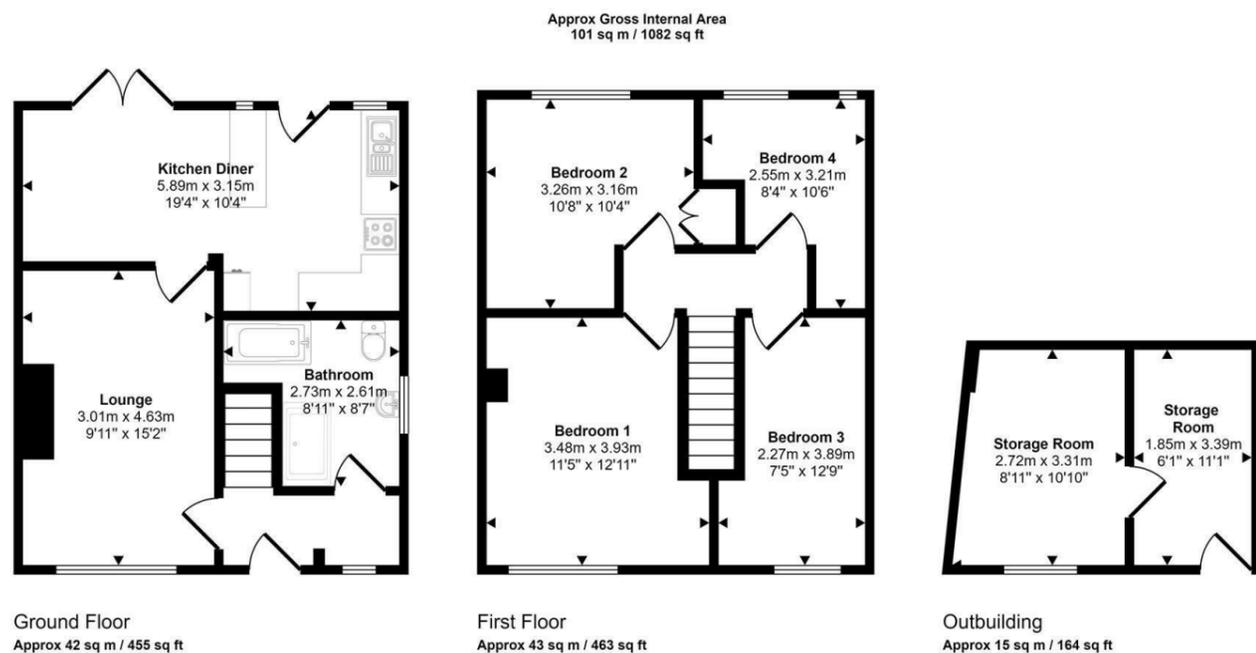 Approx Gross Internal Area
101 sq m / 1082 sq ft
Kitchen Diner
5.89m x 3.15m
19'4" x 10'4"
Lounge
3.01m x 4.63m
9'11" x 15'2"
Bathroom
2.73m x 2.61m
8'11" x 8'7"
Ground Floor
Approx 42 sq m / 455 sq ft
Bedroom 2
3.26m x 3.16m
10'8" x 10'4"
Bedroom 4
2.55m x 3.21m
8'4" x 10'6"
Bedroom 1
3.48m x 3.93m
11'5" x 12'11"
Bedroom 3
2.27m x 3.89m
7'5" x 12'9"
First Floor
Approx 43 sq m / 463 sq ft
Storage Room
2.72m x 3.31m
8'11" x 10'10"
Storage
Room
1.85m x 3.39m
6'1" x 11'1"
Outbuilding
Approx 15 sq m / 164 sq ft